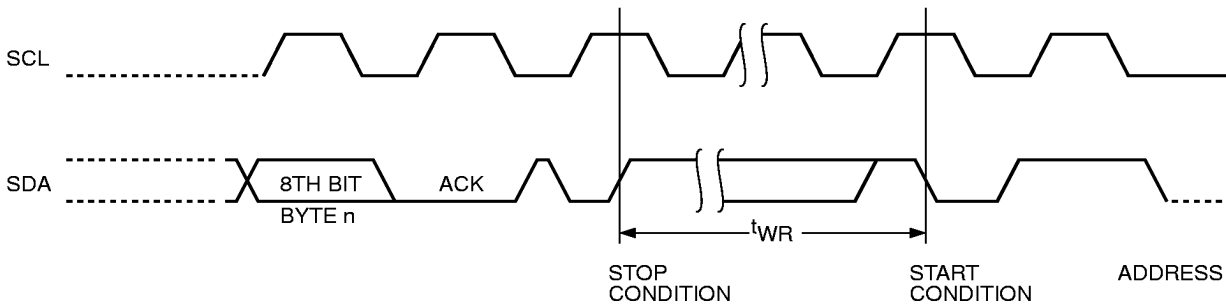 SCL
SDA
8TH BIT
ACK
BYTE n
tWR
STOP
CONDITION
START
CONDITION
ADDRESS